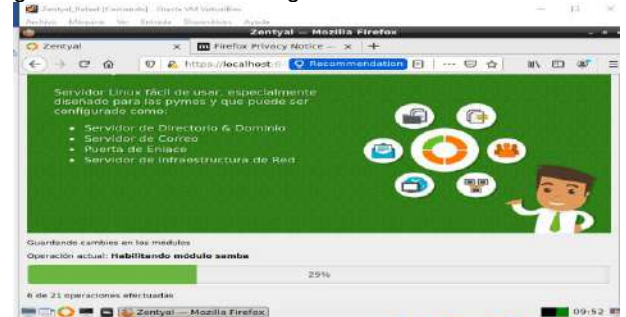 Zentyal — Mozilla Firefox
Zentyal
Firefox Privacy Notice —
https://localhost:
Recommendation
Servidor Linux fácil de usar, especialmente
diseñado para las pymes y que puede ser
configurado como:
Servidor de Directorio & Dominio
Servidor de Correo
Puerta de Enlace
Servidor de Infraestructura de Red
Guardando cambios en los módulos
Operación actual: Habilitando módulo samba
29%
6 de 21 operaciones efectuadas
Zentyal — Mozilla Firefox
09:52